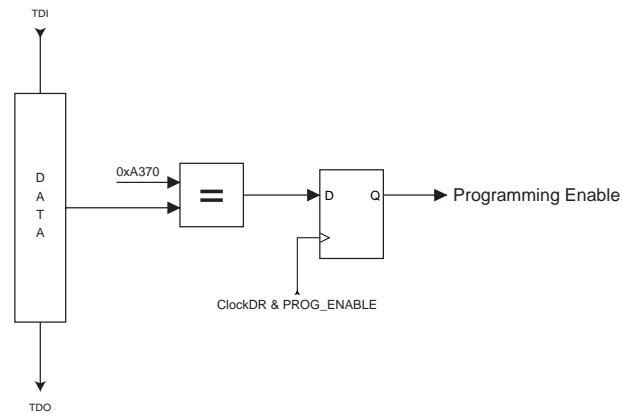 TDI
D
A
T
A
0xA370
=
D
Q
Programming Enable
ClockDR & PROG_ENABLE
TDO